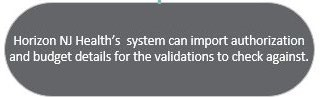 Horizon NJ Health’s  system can import authorization
and budget details for the validations to check against.